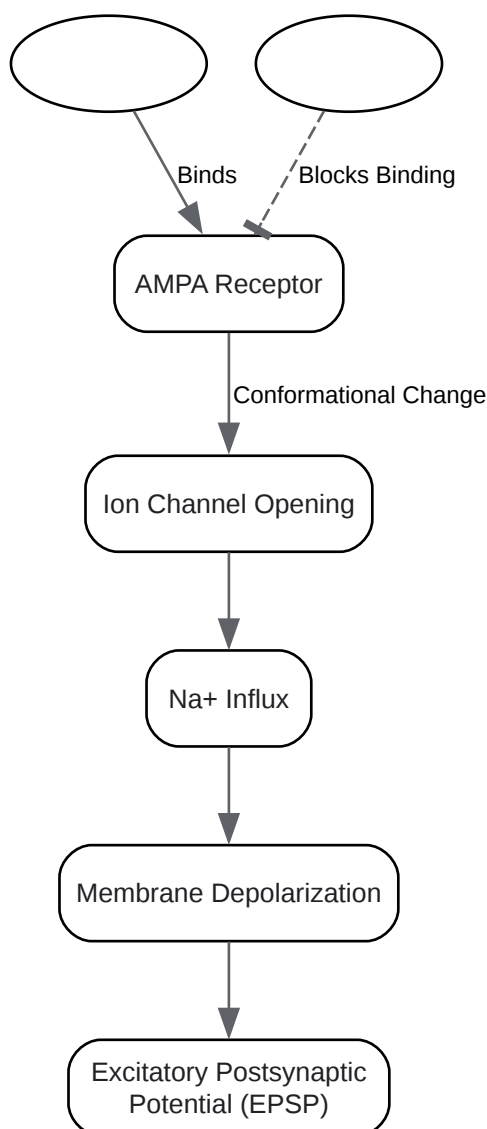 Binds
Blocks Binding
AMPA Receptor
Conformational Change
Ion Channel Opening
Na+ Influx
Membrane Depolarization
Excitatory Postsynaptic
Potential (EPSP)